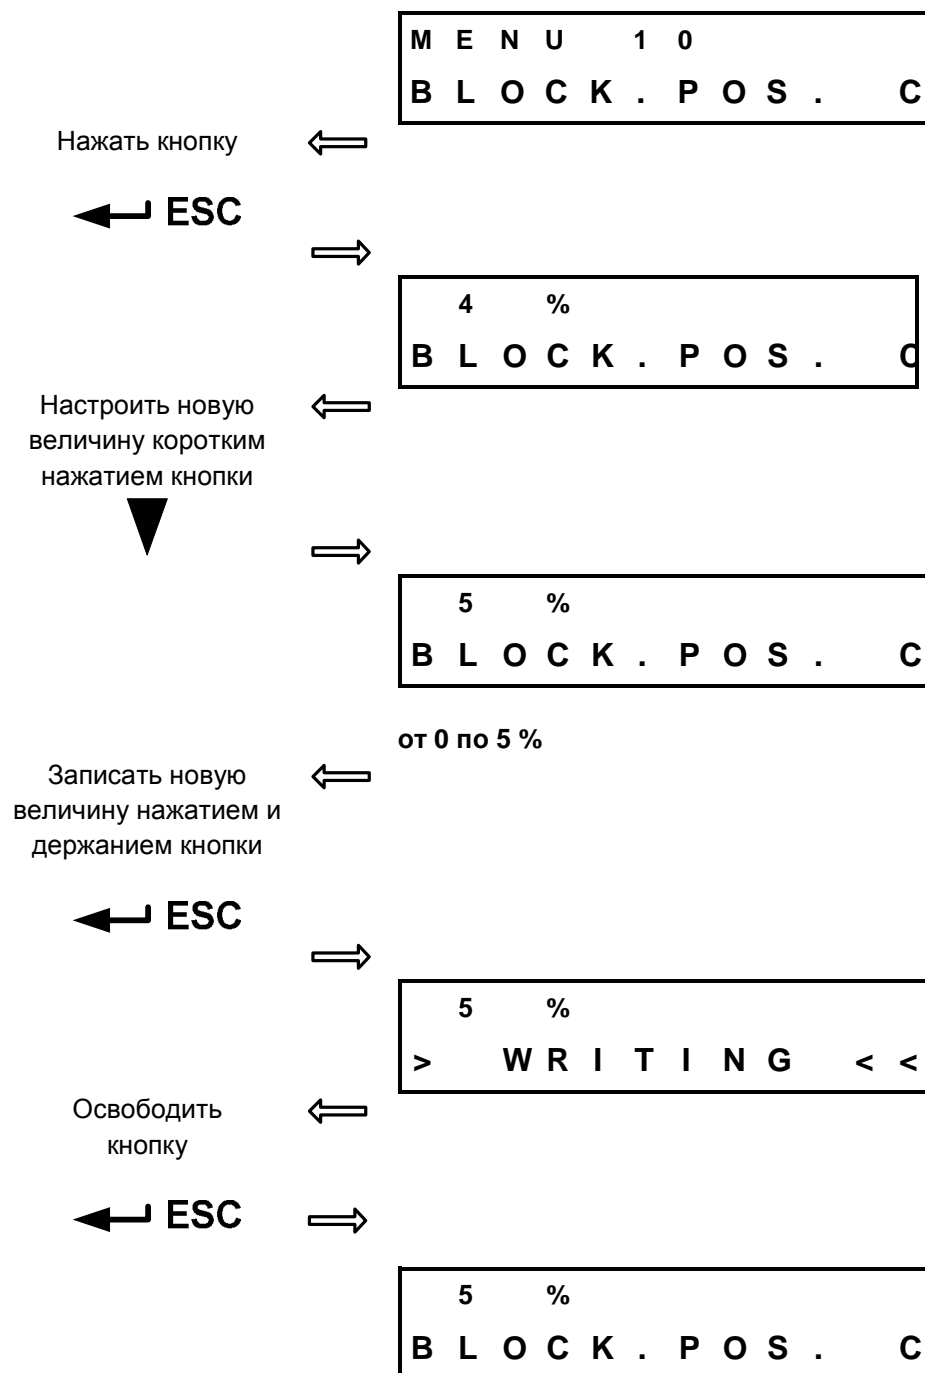 MENU 10
BLOCK.POS. C
Нажать кнопку
ESC
4 %
BLOCK.POS. C
Настроить новую
величину коротким
нажатием кнопки
5 %
BLOCK.POS. C
от 0 по 5 %
Записать новую
величину нажатием и
держанием кнопки
ESC
5 %
> WRITING <<
Освободить
кнопку
ESC
5 %
BLOCK.POS. C